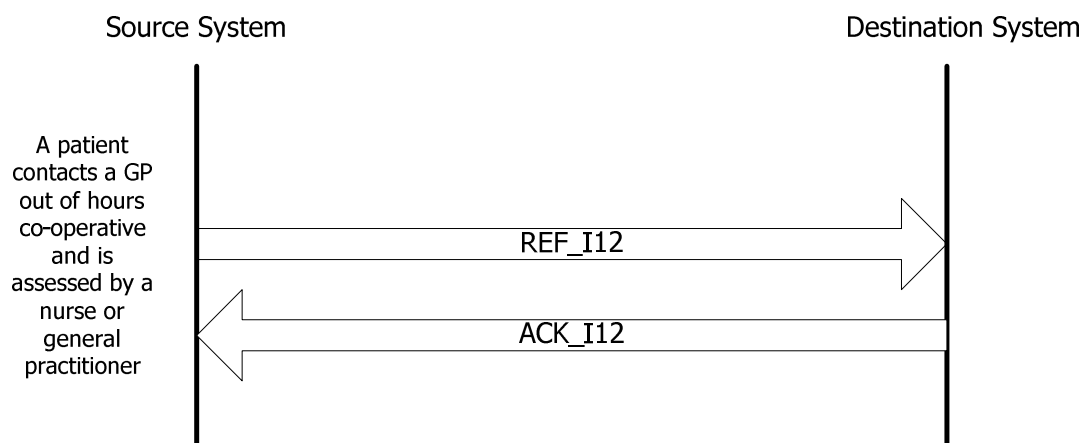 Source System
Destination System
A patient
contacts a GP
out of hours
co-operative
and is
assessed by a
nurse or
general
practitioner
REF_I12
ACK_I12